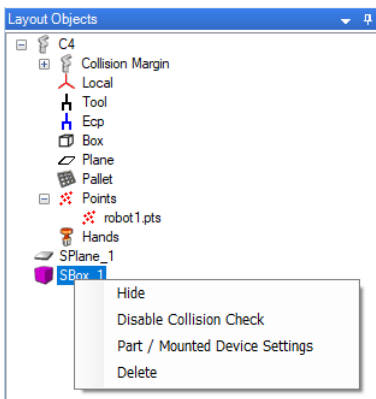 Layout Objects
C4
Collision Margin
Local
Tool
Ecp
Box
Plane
Pallet
Points
robot1.pts
Hands
SPlane_1
SBox_1
Hide
Disable Collision Check
Part / Mounted Device Settings
Delete